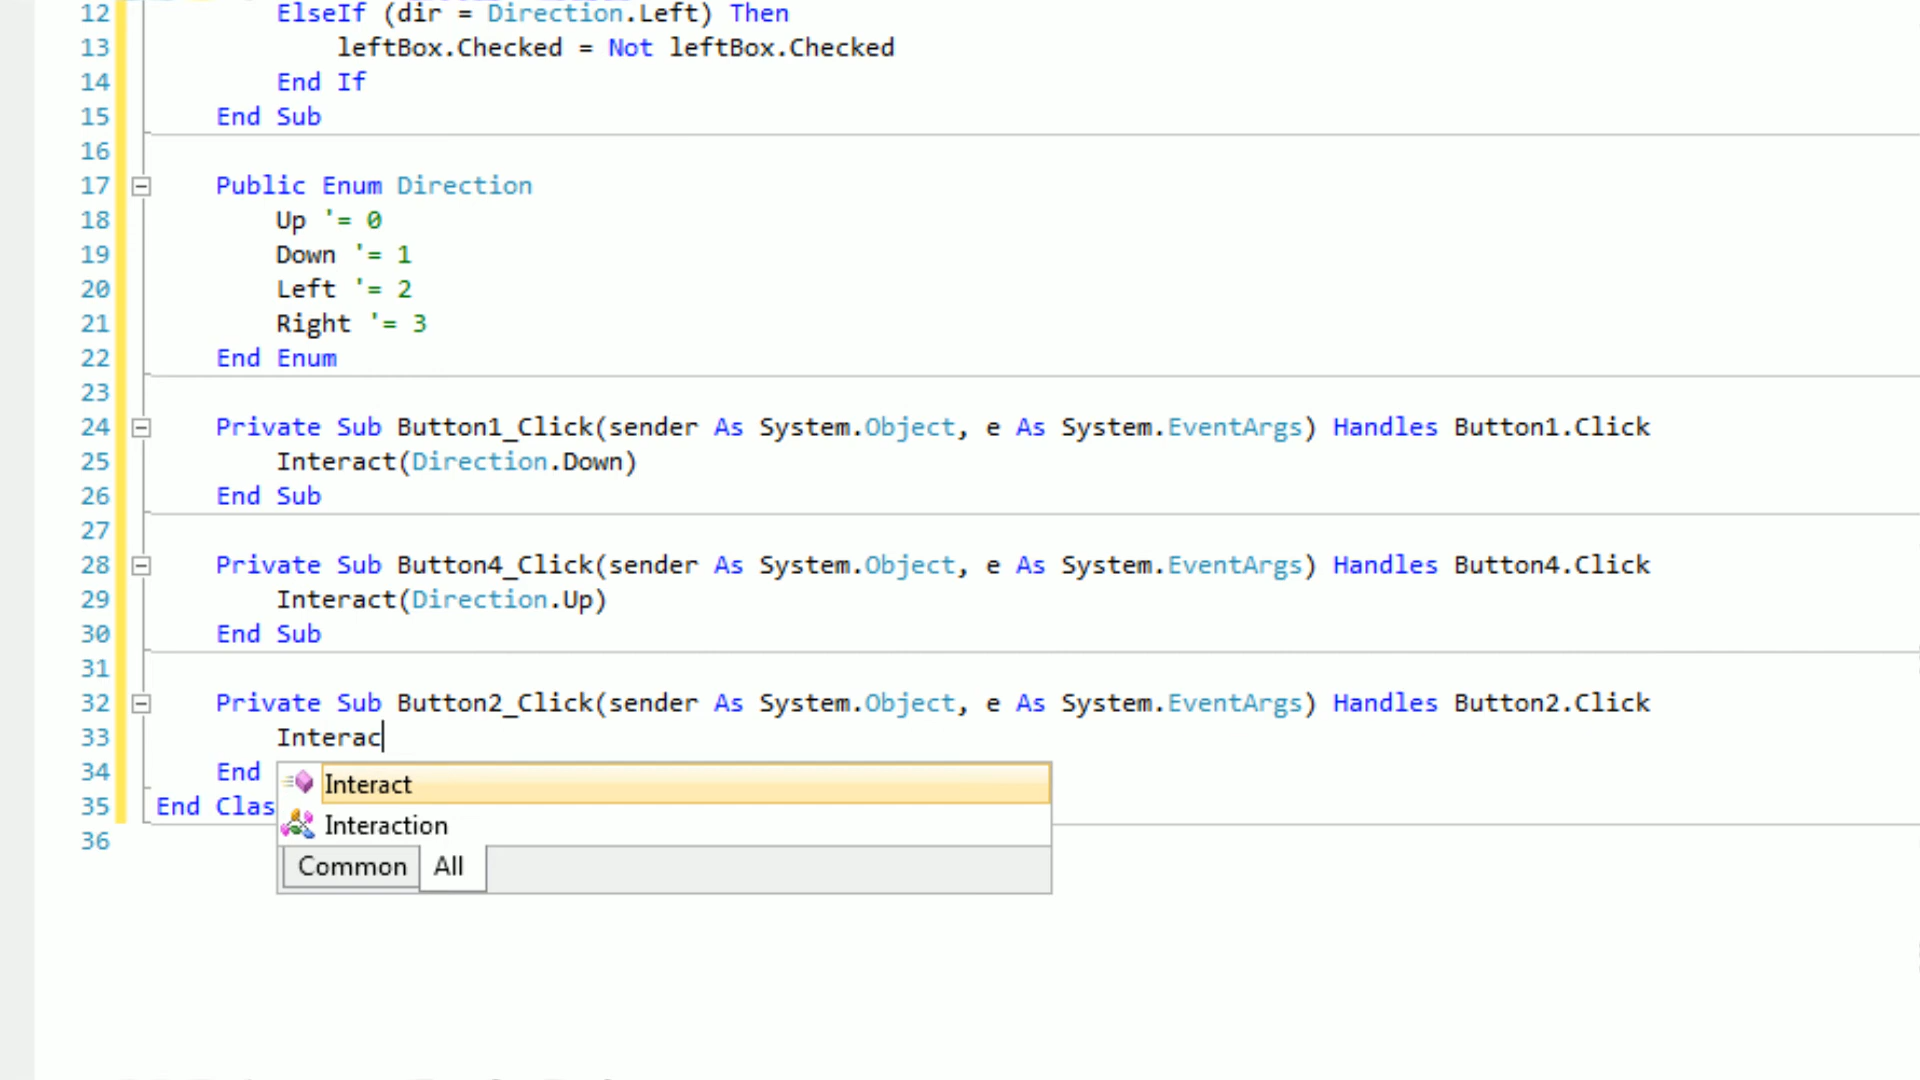 12 ElseIf (dir = Direction.Left) Then
13 leftBox.Checked = Not leftBox.Checked
14 End If
15 End Sub
16
17 Public Enum Direction
18 Up '= 0
19 Down '= 1
20 Left '= 2
21 Right '= 3
22 End Enum
23
24 Private Sub Button1_Click(sender As System.Object, e As System.EventArgs) Handles Button1.Click
25 Interact(Direction.Down)
26 End Sub
27
28 Private Sub Button4_Click(sender As System.Object, e As System.EventArgs) Handles Button4.Click
29 Interact(Direction.Up)
30 End Sub
31
32 Private Sub Button2_Click(sender As System.Object, e As System.EventArgs) Handles Button2.Click
33 Interac
34 End
Interact
35 End Clas
Interaction
36
Common All